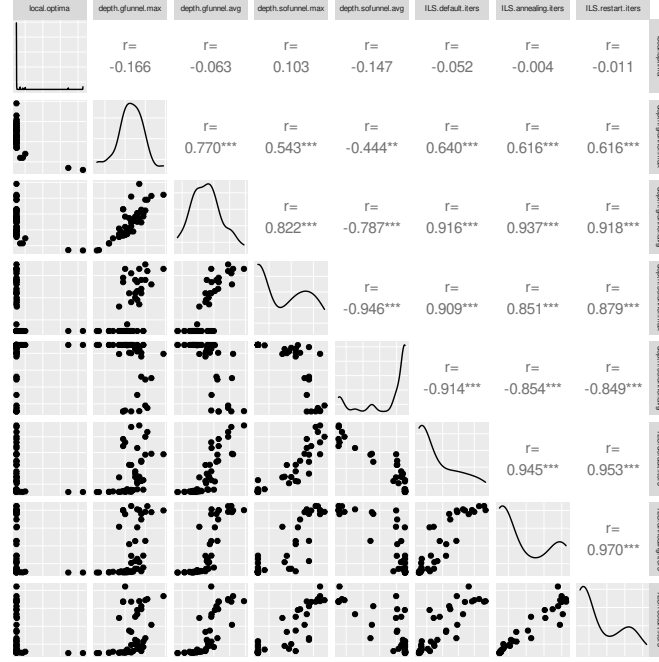 local.optima depth.gfunnel.max depth.gfunnel.avg depth.sofunnel.max depth.sofunnel.avg ILS.default.iters ILS.annealing.iters ILS.restart.iters
r= r= r= r= r= r= r=
-0.166 -0.063 0.103 -0.147 -0.052 -0.004 -0.011
r= r= r= r= r= r=
0.770*** 0.543*** -0.444** 0.640*** 0.616*** 0.616***
r= r= r= r= r=
0.822*** -0.787*** 0.916*** 0.937*** 0.918***
r= r= r= r=
-0.946*** 0.909*** 0.851*** 0.879***
r= r= r=
-0.914*** -0.854*** -0.849***
r= r=
0.945*** 0.953***
r=
0.970***